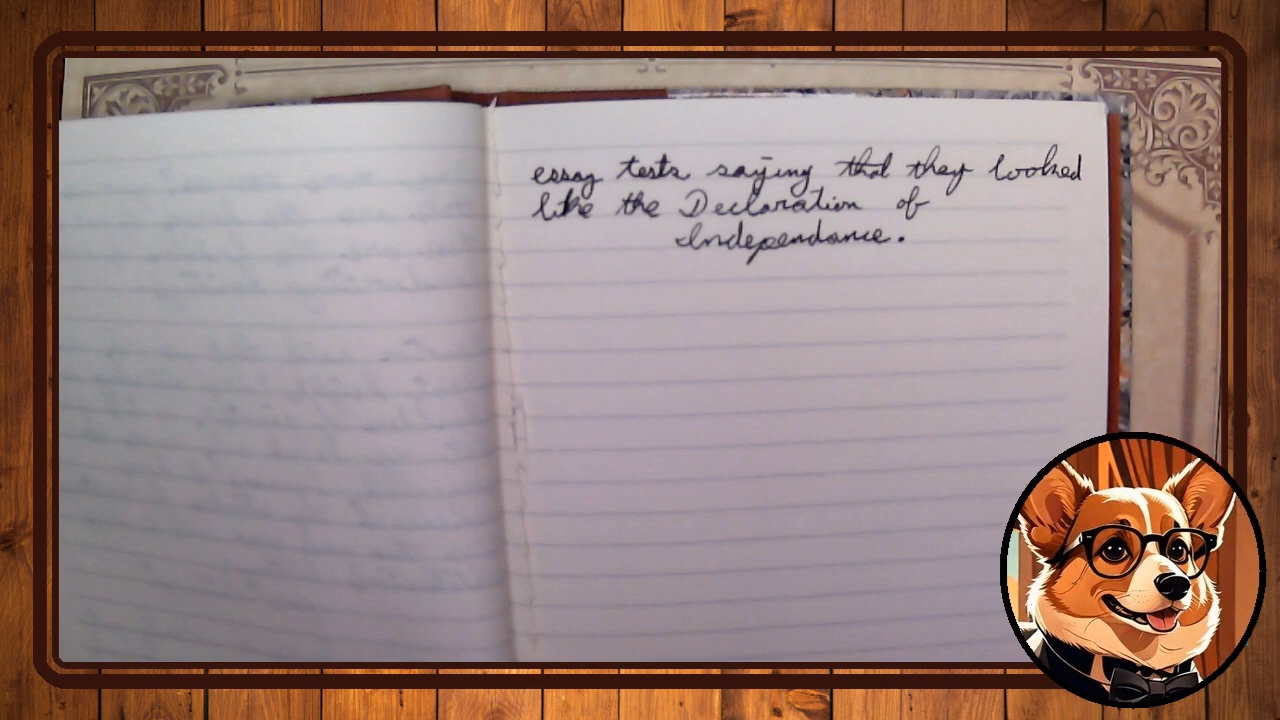 essay tests saying that they looked
like the Declaration of
Independance.